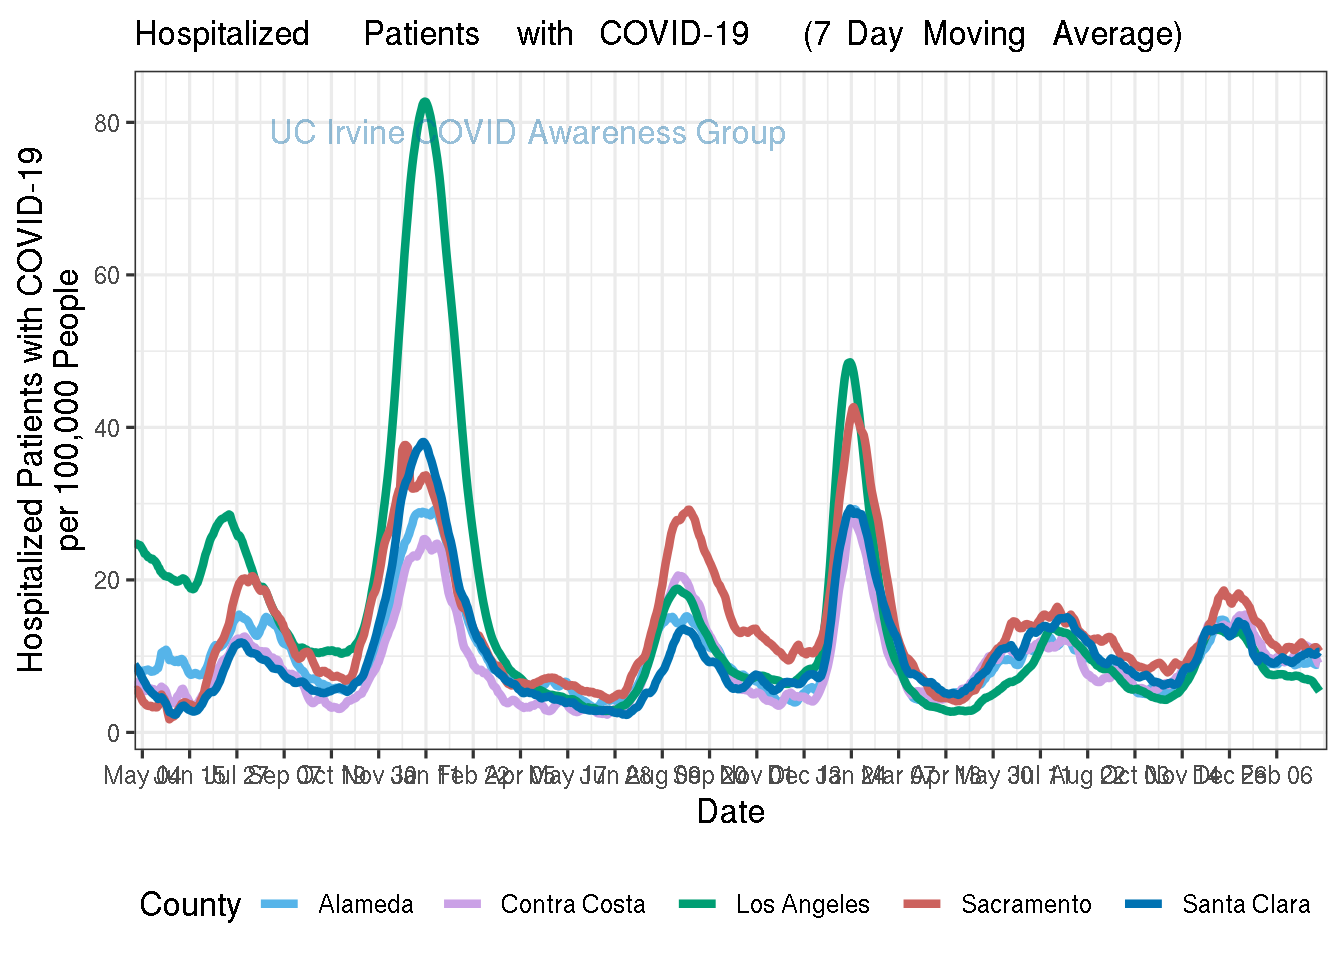 Hospitalized Patients with COVID-19 (7 Day Moving Average)
UC Irvine COVID Awareness Group
Hospitalized Patients with COVID-19
per 100,000 People
80
60
40
20
0
May 04 Jun 15 Jul 27 Sep 07 Oct 19 Nov 30 Jan 11 Feb 22 Apr 05 May 17 Jun 28 Aug 09 Sep 20 Nov 01 Dec 13 Jan 24 Mar 07 Apr 18 May 30 Jul 11 Aug 22 Oct 03 Nov 14 Dec 26 Feb 06
Date
County Alameda Contra Costa Los Angeles Sacramento Santa Clara